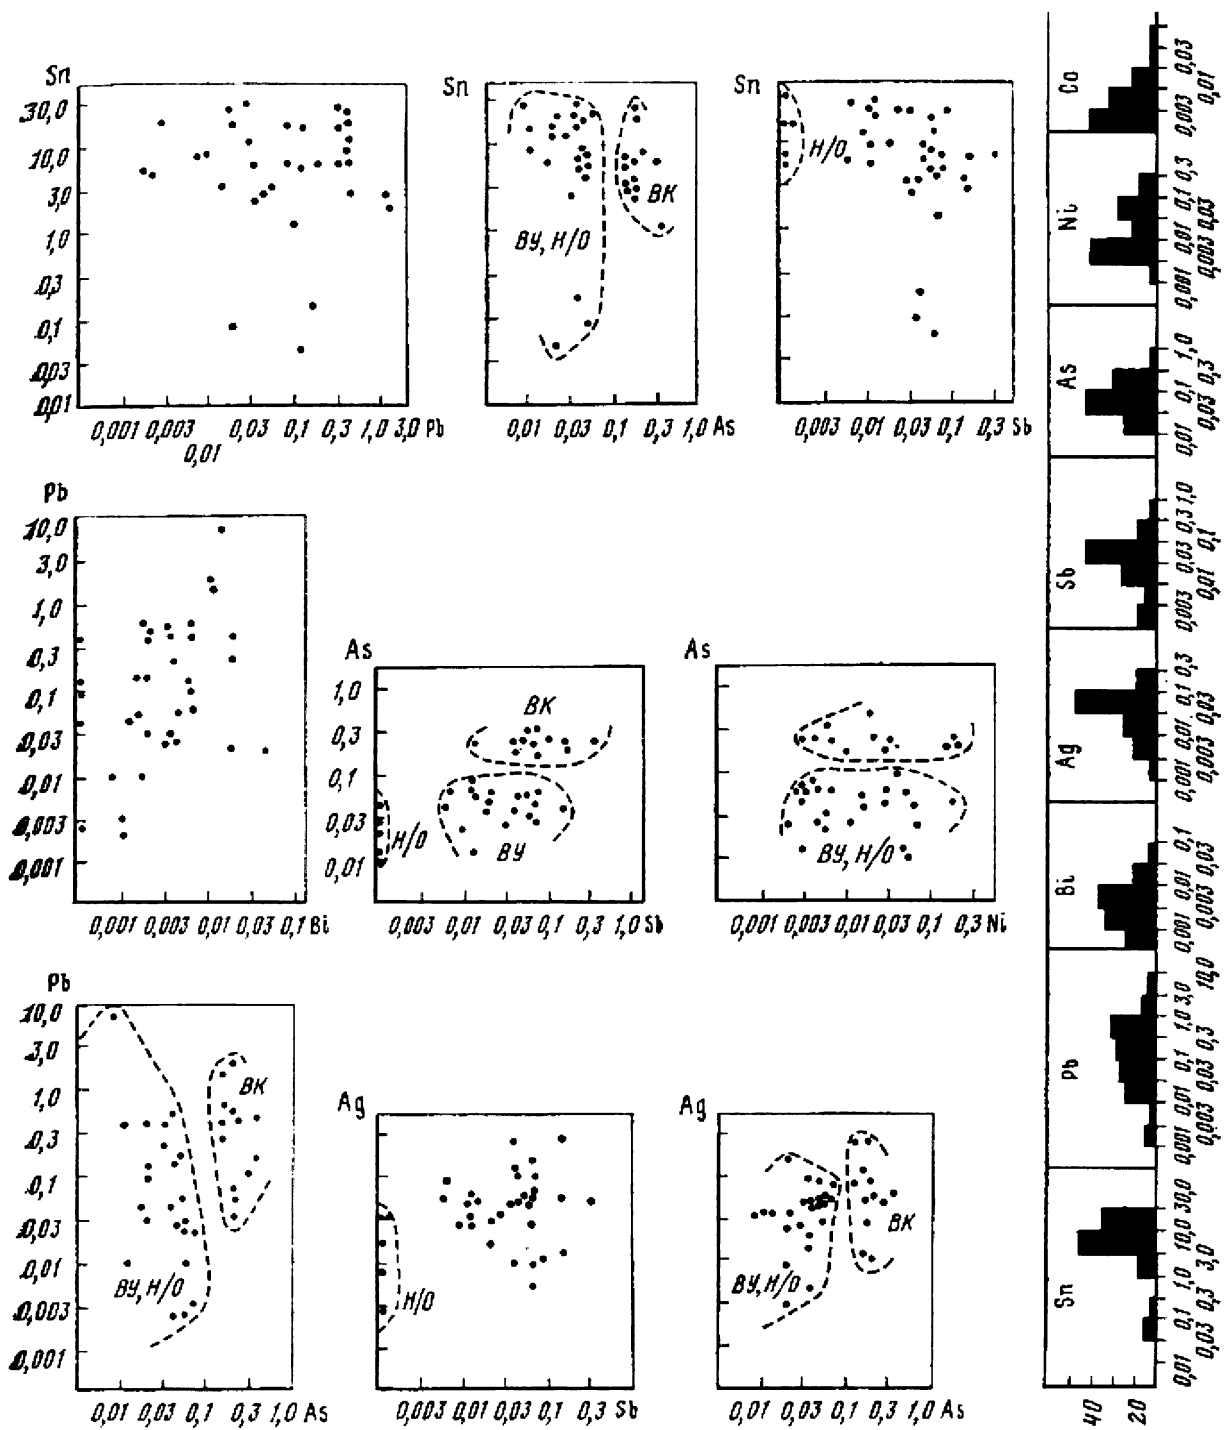 Sn
30,0
10,0
3,0
1,0
0,3
0,1
0,03
0,01
0,001 0,003 0,03 0,1 0,3 1,0 3,0 Pb
0,01
Sn
ВУ, Н/О
ВК
0,01 0,03 0,1 0,3 1,0 As
Sn
Н/О
0,003 0,01 0,03 0,1 0,3 Sb
Pb
10,0
3,0
1,0
0,3
0,1
0,03
0,01
0,003
0,001
0,001 0,003 0,01 0,03 0,1 Bi
As
1,0
0,3
0,1
0,03
0,01
ВК
Н/О
ВУ
0,003 0,01 0,03 0,1 0,3 1,0 Sb
As
ВУ, Н/О
0,001 0,003 0,01 0,03 0,1 0,3 Ni
Pb
10,0
3,0
1,0
0,3
0,1
0,03
0,01
0,003
0,001
ВК
ВУ, Н/О
0,01 0,03 0,1 0,3 1,0 As
Ag
Н/О
0,003 0,01 0,03 0,1 0,3 Sb
Ag
ВК
ВУ, Н/О
0,01 0,03 0,1 0,3 1,0 As
Co
0,003 0,03
0,01
Ni
0,001 0,01 0,1 0,3
0,003 0,03
As
0,01 0,1 1,0
0,03 0,3
Sb
0,003 0,03 0,3 1,0
0,01 0,1
Ag
0,001 0,01 0,1 0,3
0,003 0,03
Bi
0,001 0,01 0,1
0,003 0,03
Pb
0,001 0,01 0,1 1,0 3,0
0,003 0,03 0,3 10,0
Sn
0,01 0,1 1,0 10,0 30,0
0,03 0,3 3,0
40 20